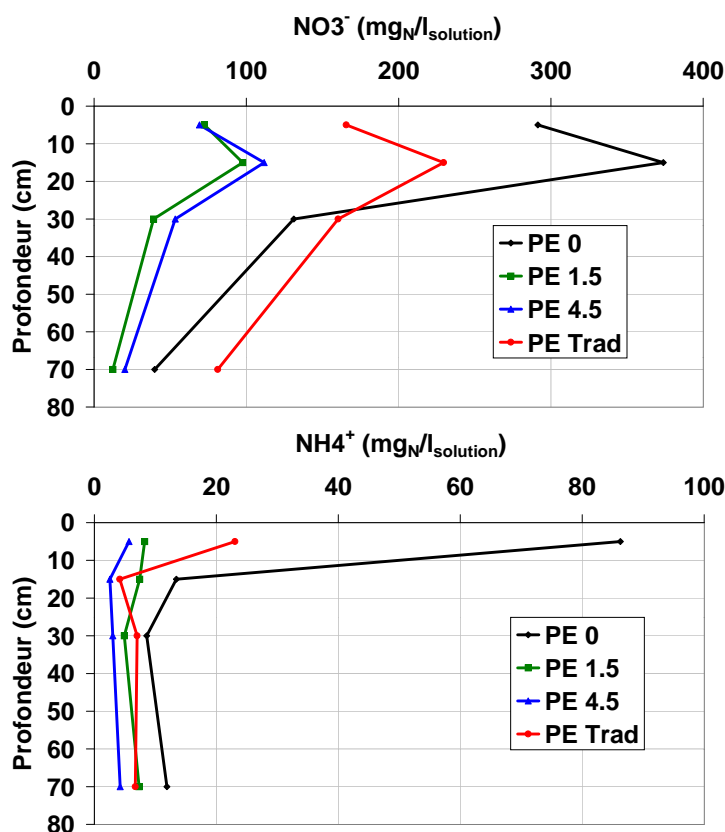 NO3⁻ (mgN/lsolution)
0 100 200 300 400
0
10
20
30
40
50
60
70
80
Profondeur (cm)
PE 0
PE 1.5
PE 4.5
PE Trad
NH4⁺ (mgN/lsolution)
0 20 40 60 80 100
0
10
20
30
40
50
60
70
80
Profondeur (cm)
PE 0
PE 1.5
PE 4.5
PE Trad